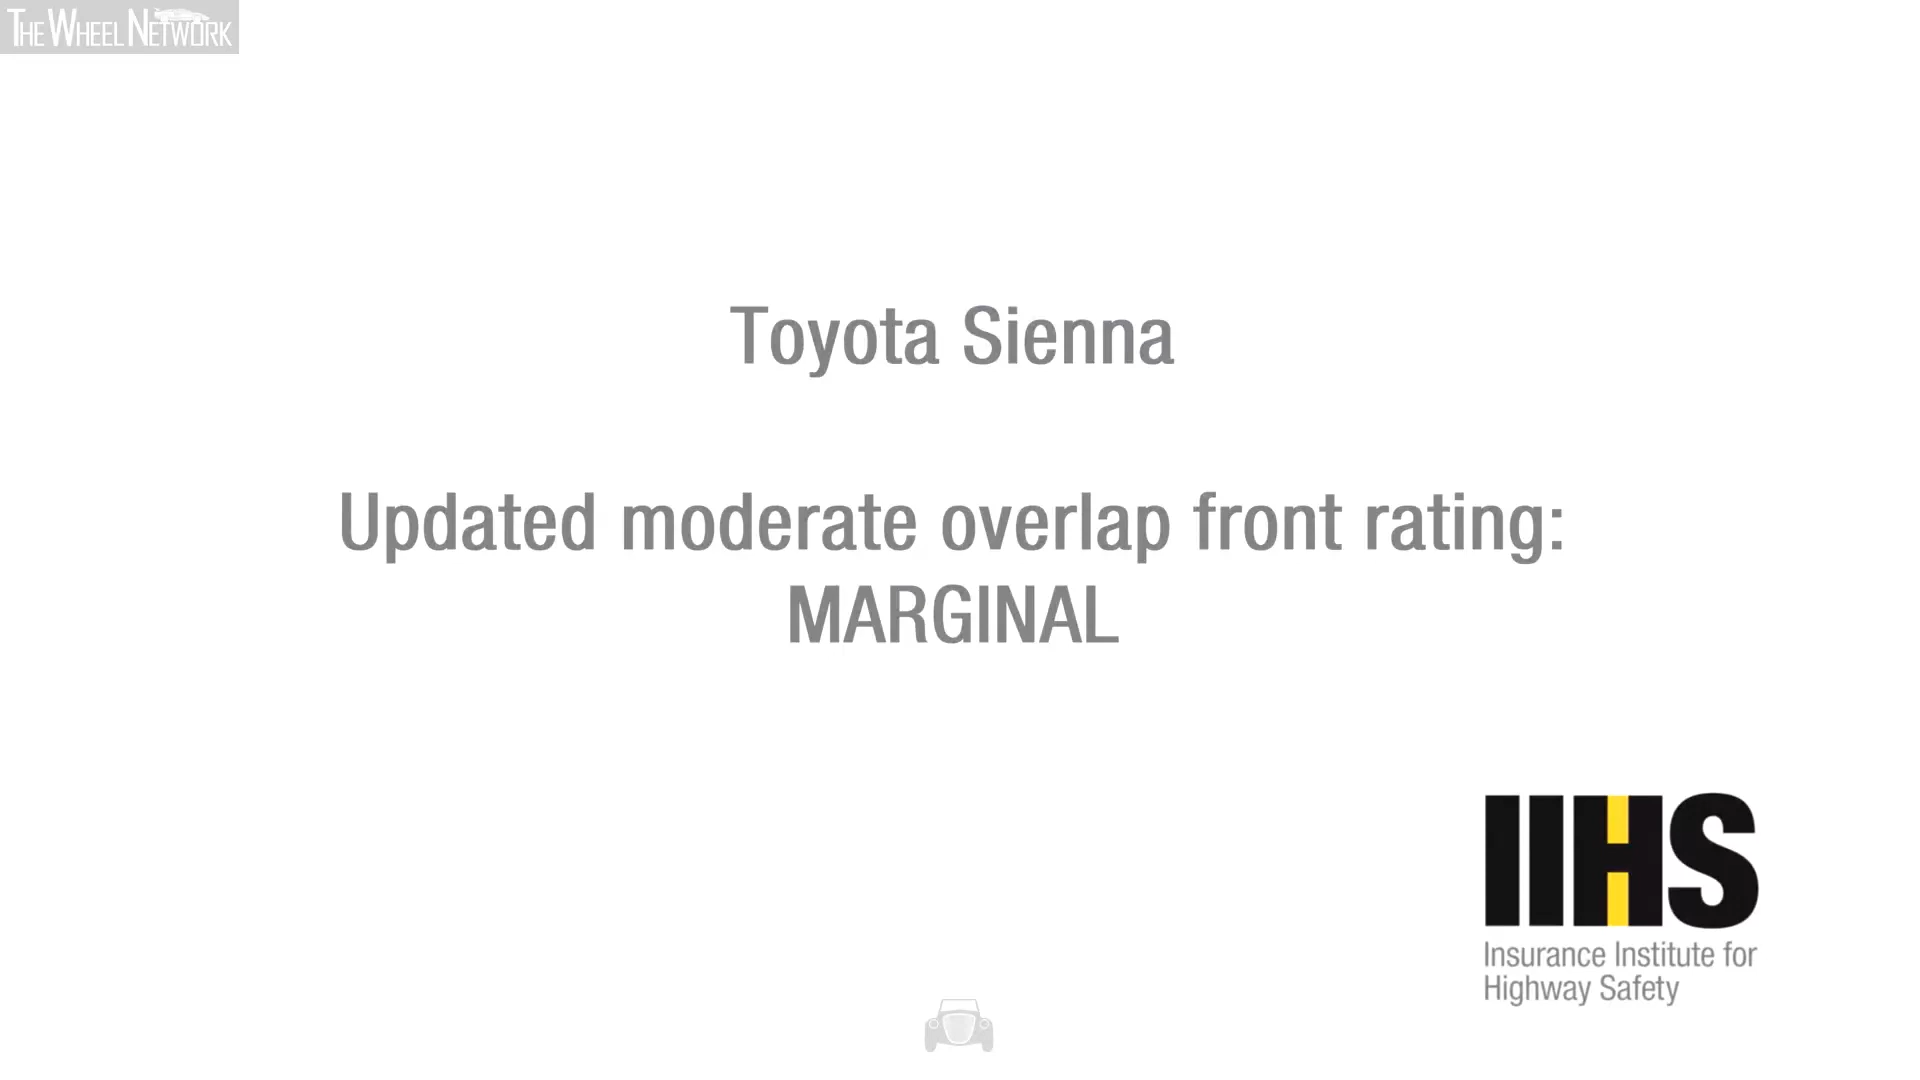 The Wheel Network
Toyota Sienna
Updated moderate overlap front rating:
MARGINAL
IIHS
Insurance Institute for
Highway Safety